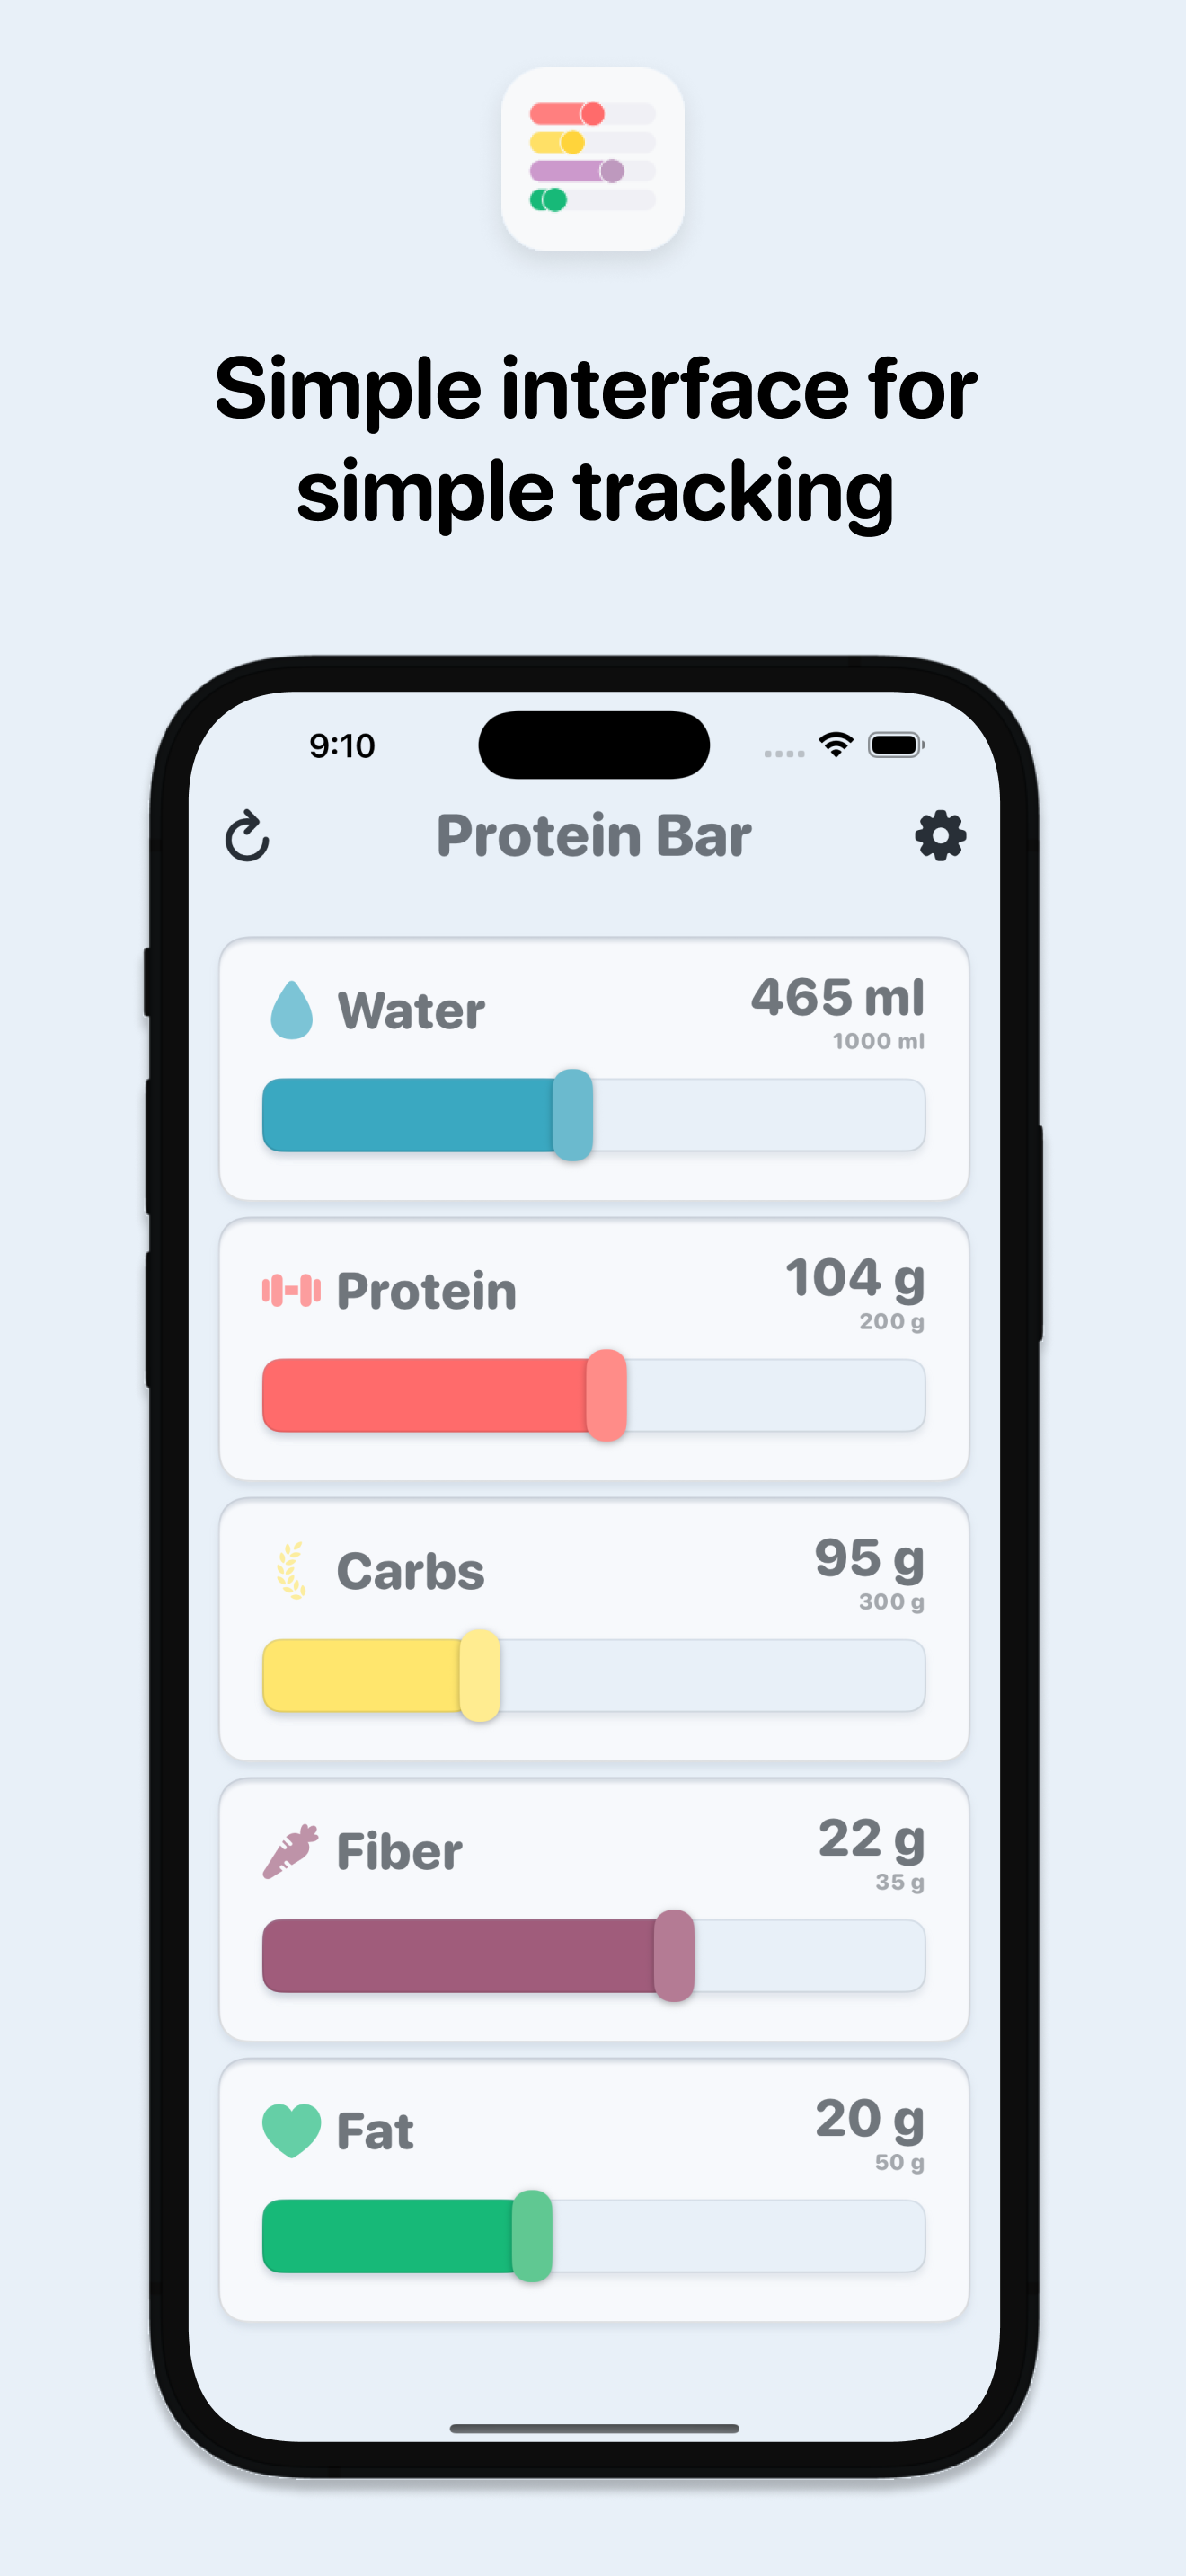 Simple interface for
simple tracking
9:10
Protein Bar
Water
465 ml
1000 ml
Protein
104 g
200 g
Carbs
95 g
300 g
Fiber
22 g
35 g
Fat
20 g
50 g